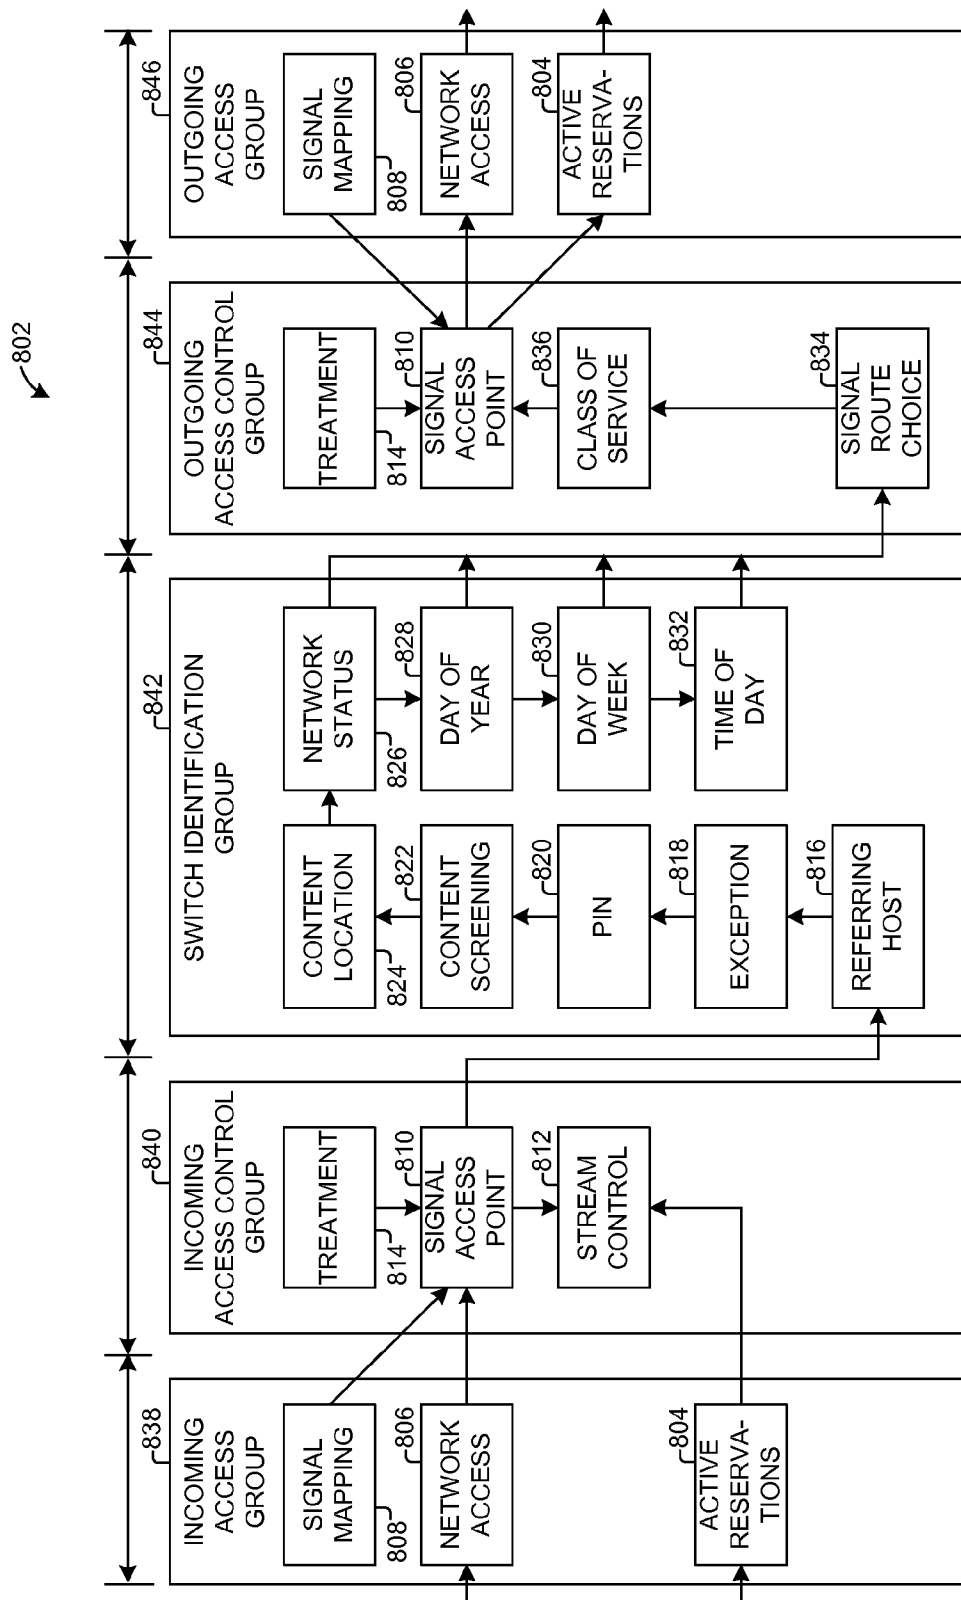 802
838
INCOMING
ACCESS
GROUP
SIGNAL
MAPPING
808
806
NETWORK
ACCESS
804
ACTIVE
RESERVA-
TIONS
840
INCOMING
ACCESS CONTROL
GROUP
TREATMENT
814
810
SIGNAL
ACCESS
POINT
812
STREAM
CONTROL
842
SWITCH IDENTIFICATION
GROUP
CONTENT
LOCATION
824
822
CONTENT
SCREENING
820
PIN
818
EXCEPTION
816
REFERRING
HOST
NETWORK
STATUS
826
828
DAY OF
YEAR
830
DAY OF
WEEK
832
TIME OF
DAY
844
OUTGOING
ACCESS CONTROL
GROUP
TREATMENT
814
810
SIGNAL
ACCESS
POINT
836
CLASS OF
SERVICE
834
SIGNAL
ROUTE
CHOICE
846
OUTGOING
ACCESS
GROUP
SIGNAL
MAPPING
808
806
NETWORK
ACCESS
804
ACTIVE
RESERVA-
TIONS